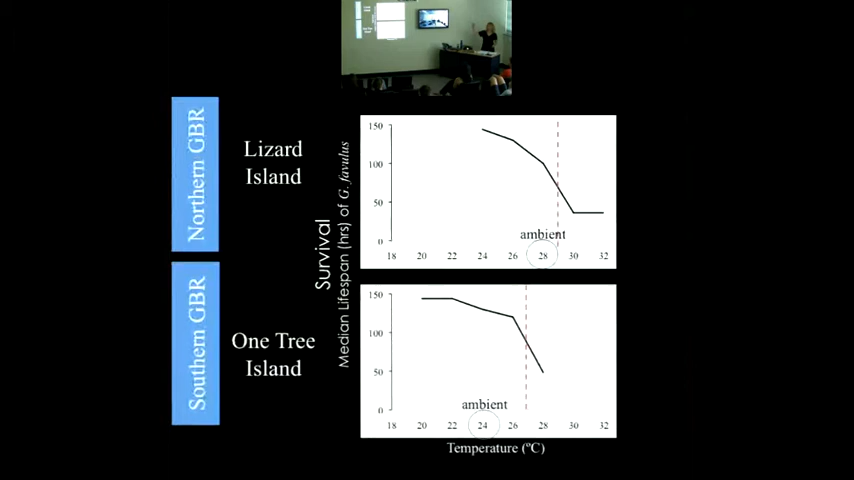 Northern GBR
Lizard
Island
Southern GBR
One Tree
Island
Survival
Median Lifespan (hrs) of G. favulus
150
100
50
0
ambient
18 20 22 24 26 28 30 32
150
100
50
0
ambient
18 20 22 24 26 28 30 32
Temperature (ºC)